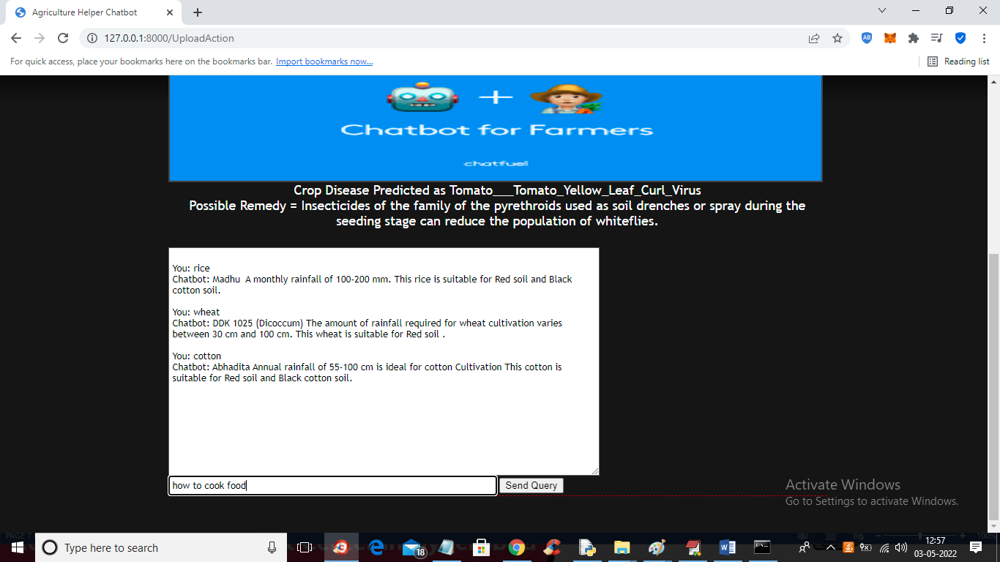 Agriculture Helper Chatbot
127.0.0.1:8000/UploadAction
AB
For quick access, place your bookmarks here on the bookmarks bar. Import bookmarks now...
Reading list
Chatbot for Farmers
chatfuel
Crop Disease Predicted as Tomato___Tomato_Yellow_Leaf_Curl_Virus
Possible Remedy = Insecticides of the family of the pyrethroids used as soil drenches or spray during the
seeding stage can reduce the population of whiteflies.
You: rice
Chatbot: Madhu  A monthly rainfall of 100-200 mm. This rice is suitable for Red soil and Black
cotton soil.
You: wheat
Chatbot: DDK 1025 (Dicoccum) The amount of rainfall required for wheat cultivation varies
between 30 cm and 100 cm. This wheat is suitable for Red soil .
You: cotton
Chatbot: Abhadita Annual rainfall of 55-100 cm is ideal for cotton Cultivation This cotton is
suitable for Red soil and Black cotton soil.
how to cook food
Send Query
Activate Windows
Go to Settings to activate Windows.
PAGE 7
100%
Type here to search
18
12:57
03-05-2022